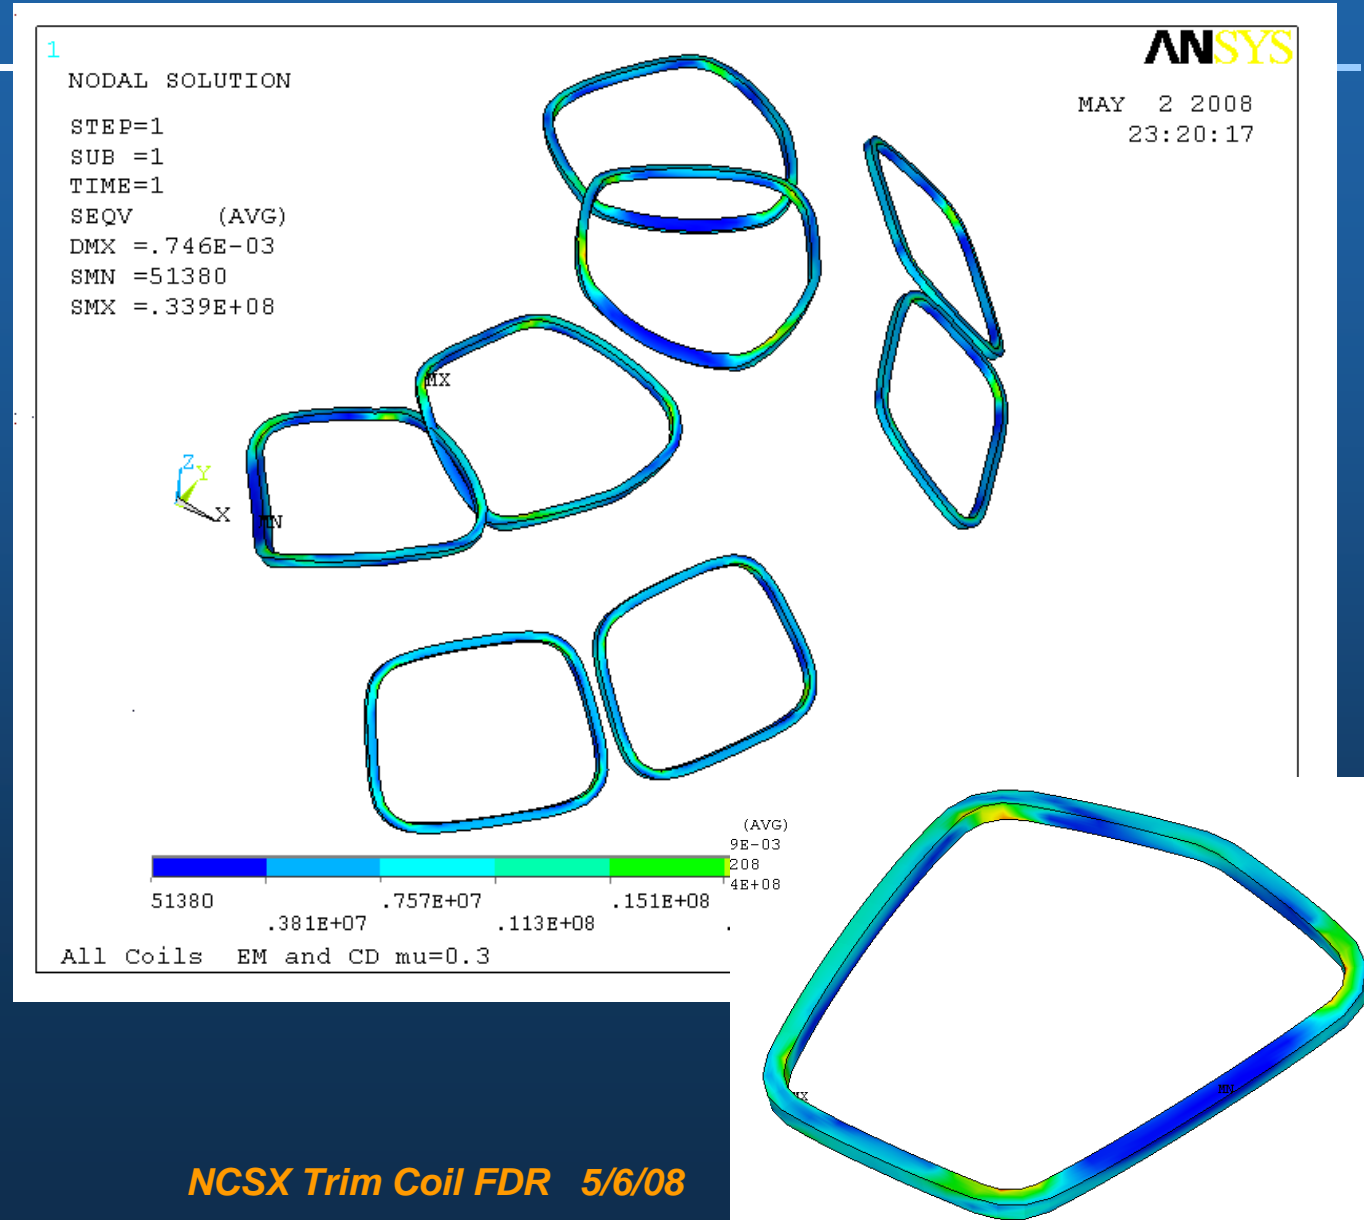 1
ANSYS
NODAL SOLUTION
MAY 2 2008
23:20:17
STEP=1
SUB =1
TIME=1
SEQV (AVG)
DMX =.746E-03
SMN =51380
SMX =.339E+08
MX
MN
Z
Y
X
(AVG)
9E-03
208
4E+08
51380
.381E+07
.757E+07
.113E+08
.151E+08
.
All Coils EM and CD mu=0.3
MX
MN
NCSX Trim Coil FDR 5/6/08